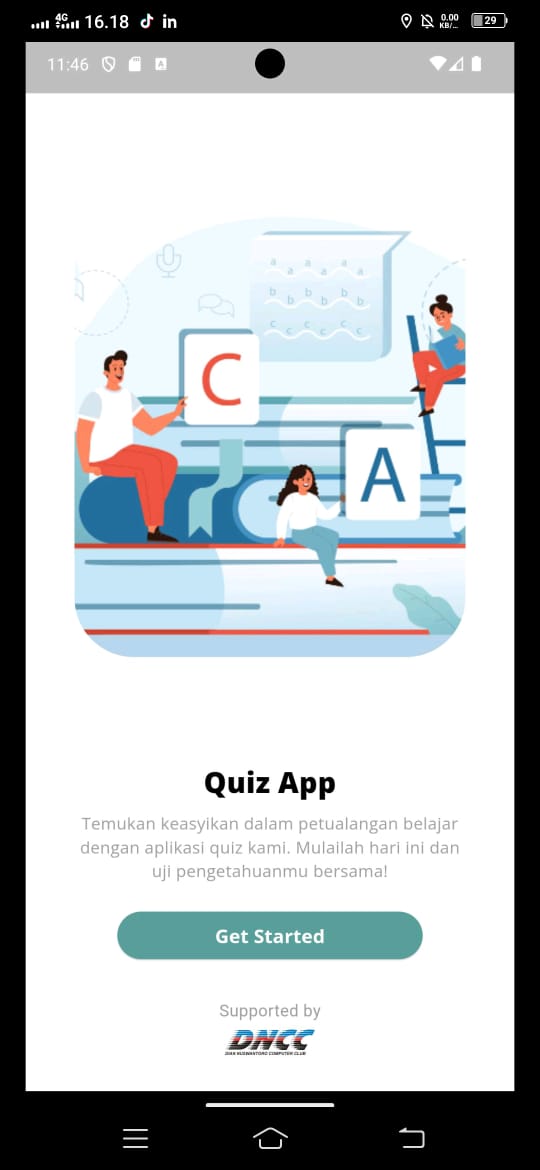 4G 16.18 in 0.00 KB/... 29
11:46 A
a a a a a a
b b b b b b
c c c c c c
C
A
Quiz App
Temukan keasyikan dalam petualangan belajar
dengan aplikasi quiz kami. Mulailah hari ini dan
uji pengetahuanmu bersama!
Get Started
Supported by
DNCC
DIAN NUSWANTORO COMPUTER CLUB